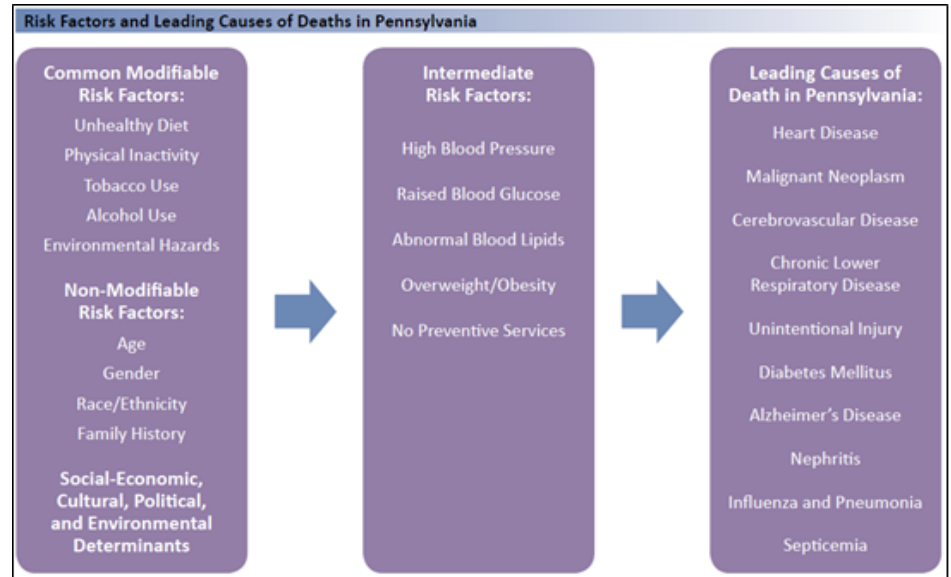 Risk Factors and Leading Causes of Deaths in Pennsylvania
Common Modifiable
Risk Factors:
Unhealthy Diet
Physical Inactivity
Tobacco Use
Alcohol Use
Environmental Hazards
Non-Modifiable
Risk Factors:
Age
Gender
Race/Ethnicity
Family History
Social-Economic,
Cultural, Political,
and Environmental
Determinants
Intermediate
Risk Factors:
High Blood Pressure
Raised Blood Glucose
Abnormal Blood Lipids
Overweight/Obesity
No Preventive Services
Leading Causes of
Death in Pennsylvania:
Heart Disease
Malignant Neoplasm
Cerebrovascular Disease
Chronic Lower
Respiratory Disease
Unintentional Injury
Diabetes Mellitus
Alzheimer's Disease
Nephritis
Influenza and Pneumonia
Septicemia